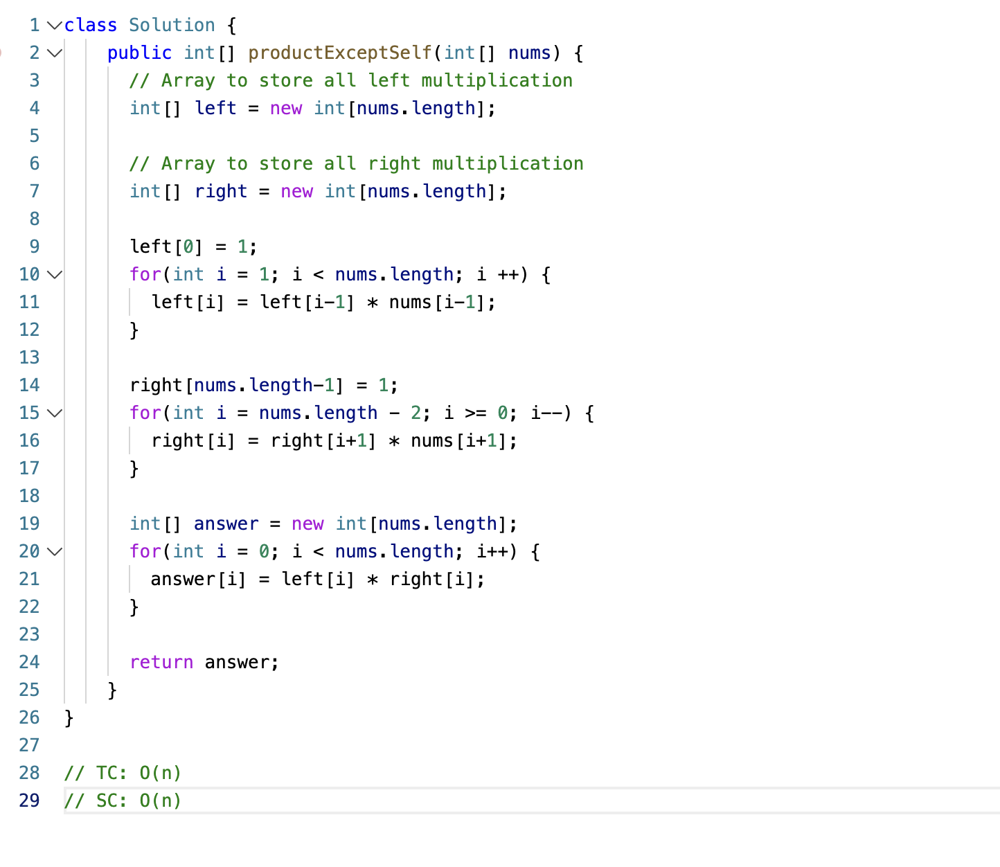 1 class Solution {
2 public int[] productExceptSelf(int[] nums) {
3 // Array to store all left multiplication
4 int[] left = new int[nums.length];
5
6 // Array to store all right multiplication
7 int[] right = new int[nums.length];
8
9 left[0] = 1;
10 for(int i = 1; i < nums.length; i ++) {
11 left[i] = left[i-1] * nums[i-1];
12 }
13
14 right[nums.length-1] = 1;
15 for(int i = nums.length - 2; i >= 0; i--) {
16 right[i] = right[i+1] * nums[i+1];
17 }
18
19 int[] answer = new int[nums.length];
20 for(int i = 0; i < nums.length; i++) {
21 answer[i] = left[i] * right[i];
22 }
23
24 return answer;
25 }
26 }
27
28 // TC: O(n)
29 // SC: O(n)